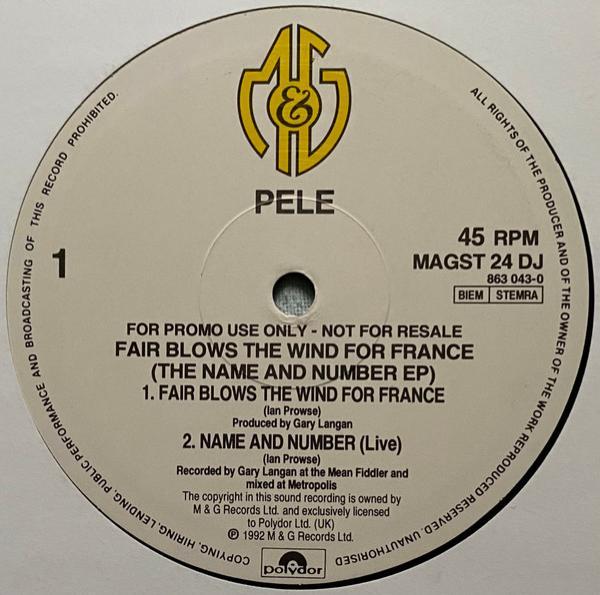 M&G
PELE
1
45 RPM
MAGST 24 DJ
863 043-0
BIEM STEMRA
FOR PROMO USE ONLY - NOT FOR RESALE
FAIR BLOWS THE WIND FOR FRANCE
(THE NAME AND NUMBER EP)
1. FAIR BLOWS THE WIND FOR FRANCE
(Ian Prowse)
Produced by Gary Langan
2. NAME AND NUMBER (Live)
(Ian Prowse)
Recorded by Gary Langan at the Mean Fiddler and
mixed at Metropolis
The copyright in this sound recording is owned by
M & G Records Ltd. and exclusively licensed
to Polydor Ltd. (UK)
℗ 1992 M & G Records Ltd.
polydor
ALL RIGHTS OF THE PRODUCER AND OF THE OWNER OF THE WORK REPRODUCED RESERVED. UNAUTHORISED COPYING, HIRING, LENDING, PUBLIC PERFORMANCE AND BROADCASTING OF THIS RECORD PROHIBITED.